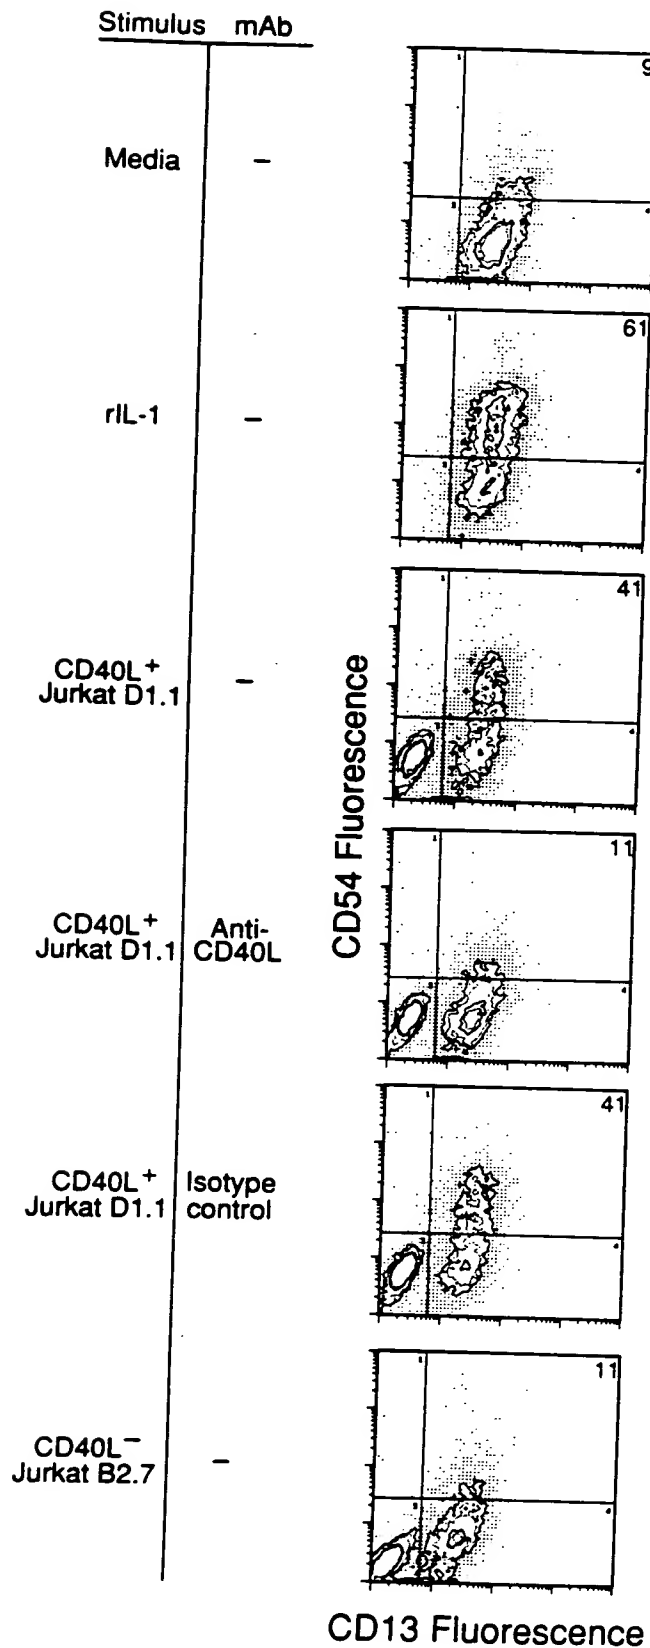 Stimulus mAb
9
Media –
61
rIL-1 –
41
CD40L+
Jurkat D1.1 –
11
CD40L+ Anti-
Jurkat D1.1 CD40L
41
CD40L+ Isotype
Jurkat D1.1 control
11
CD40L–
Jurkat B2.7 –
CD54 Fluorescence
CD13 Fluorescence